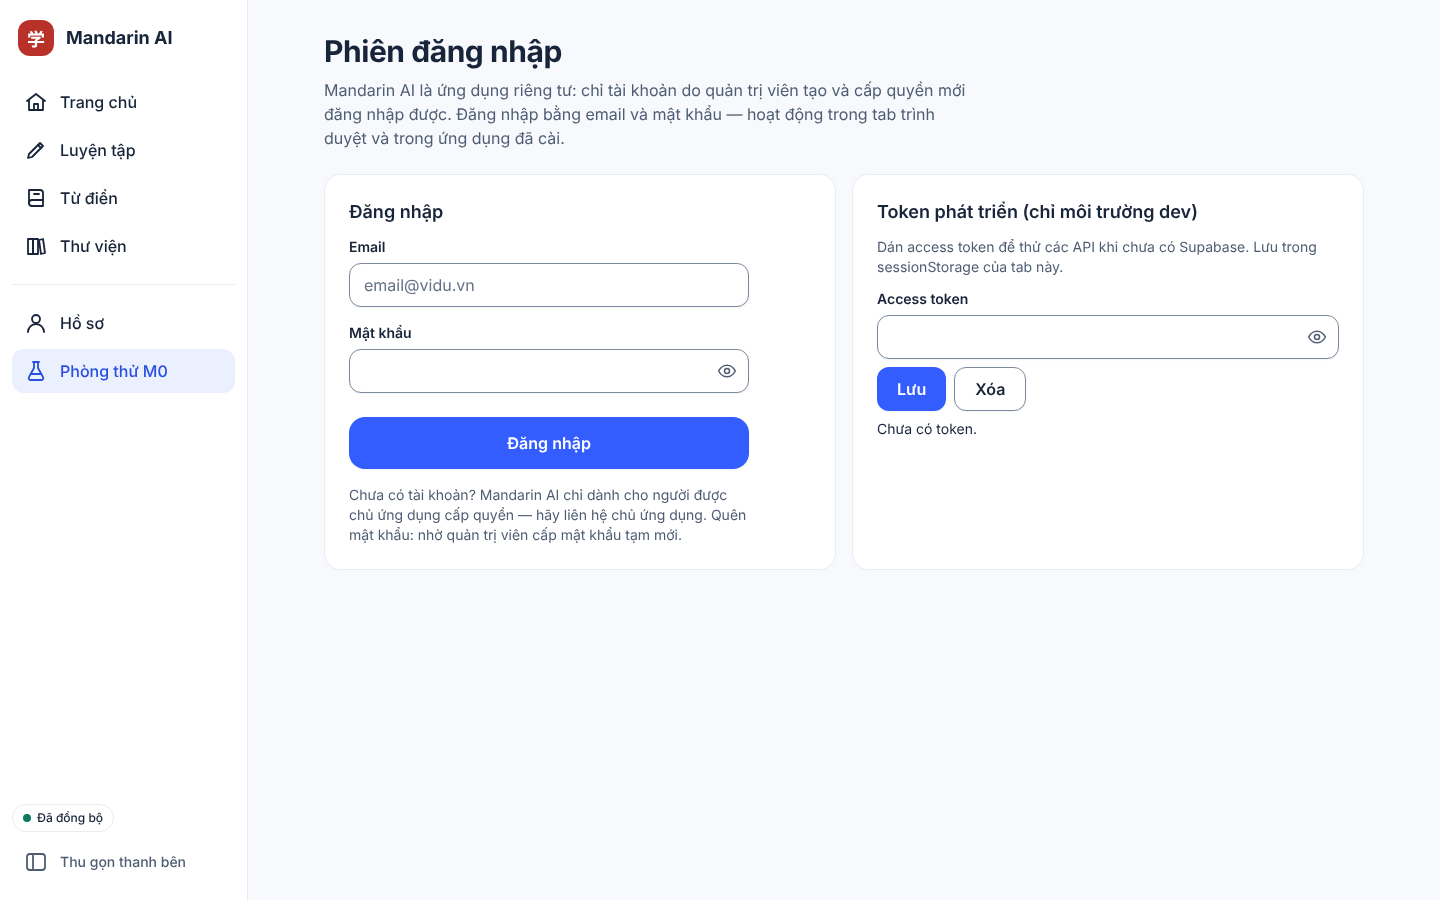 学 Mandarin AI
Trang chủ
Luyện tập
Từ điển
Thư viện
Hồ sơ
Phòng thử M0
Đã đồng bộ
Thu gọn thanh bên
Phiên đăng nhập
Mandarin AI là ứng dụng riêng tư: chỉ tài khoản do quản trị viên tạo và cấp quyền mới
đăng nhập được. Đăng nhập bằng email và mật khẩu — hoạt động trong tab trình
duyệt và trong ứng dụng đã cài.
Đăng nhập
Email
email@vidu.vn
Mật khẩu
Đăng nhập
Chưa có tài khoản? Mandarin AI chỉ dành cho người được
chủ ứng dụng cấp quyền — hãy liên hệ chủ ứng dụng. Quên
mật khẩu: nhờ quản trị viên cấp mật khẩu tạm mới.
Token phát triển (chỉ môi trường dev)
Dán access token để thử các API khi chưa có Supabase. Lưu trong
sessionStorage của tab này.
Access token
Lưu
Xóa
Chưa có token.